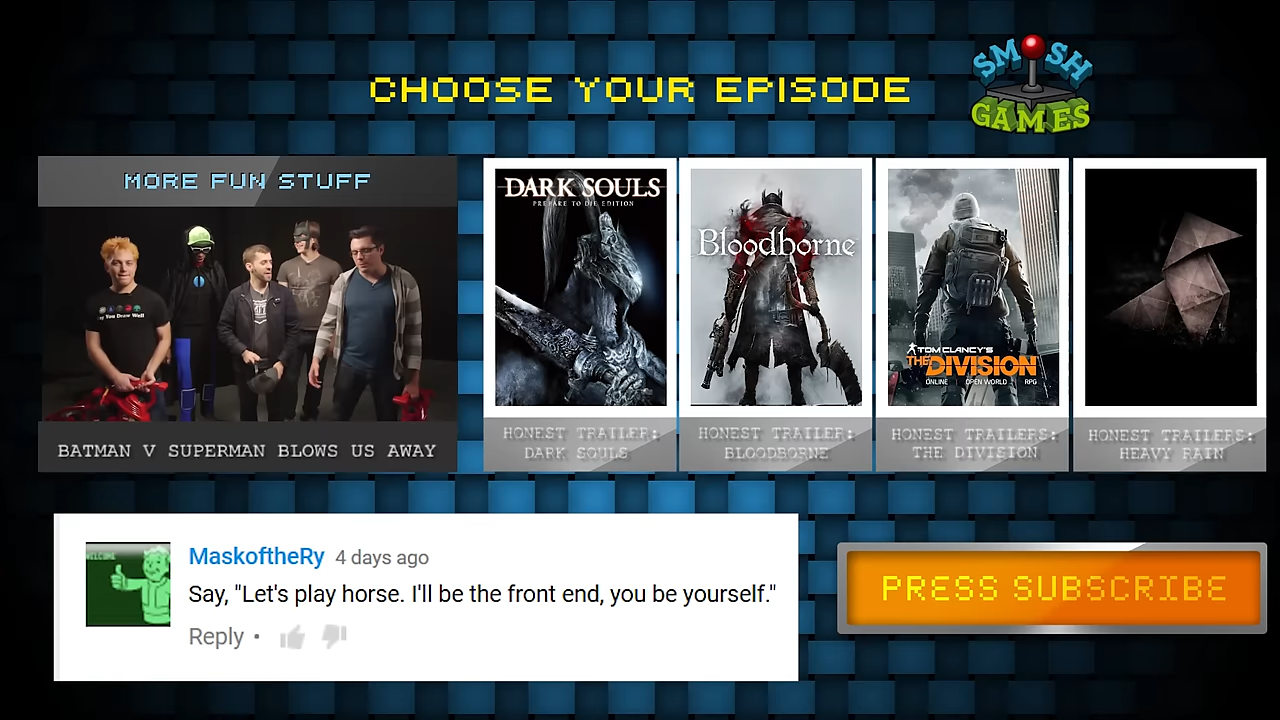 CHOOSE YOUR EPISODE
SMOSH
GAMES
MORE FUN STUFF
BATMAN V SUPERMAN BLOWS US AWAY
DARK SOULS
PREPARE TO DIE EDITION
HONEST TRAILER:
DARK SOULS
Bloodborne
HONEST TRAILER:
BLOODBORNE
TOM CLANCY'S
THE DIVISION
ONLINE OPEN WORLD RPG
HONEST TRAILERS:
THE DIVISION
HONEST TRAILERS:
HEAVY RAIN
WELCOME
MaskoftheRy 4 days ago
Say, "Let's play horse. I'll be the front end, you be yourself."
Reply •
PRESS SUBSCRIBE